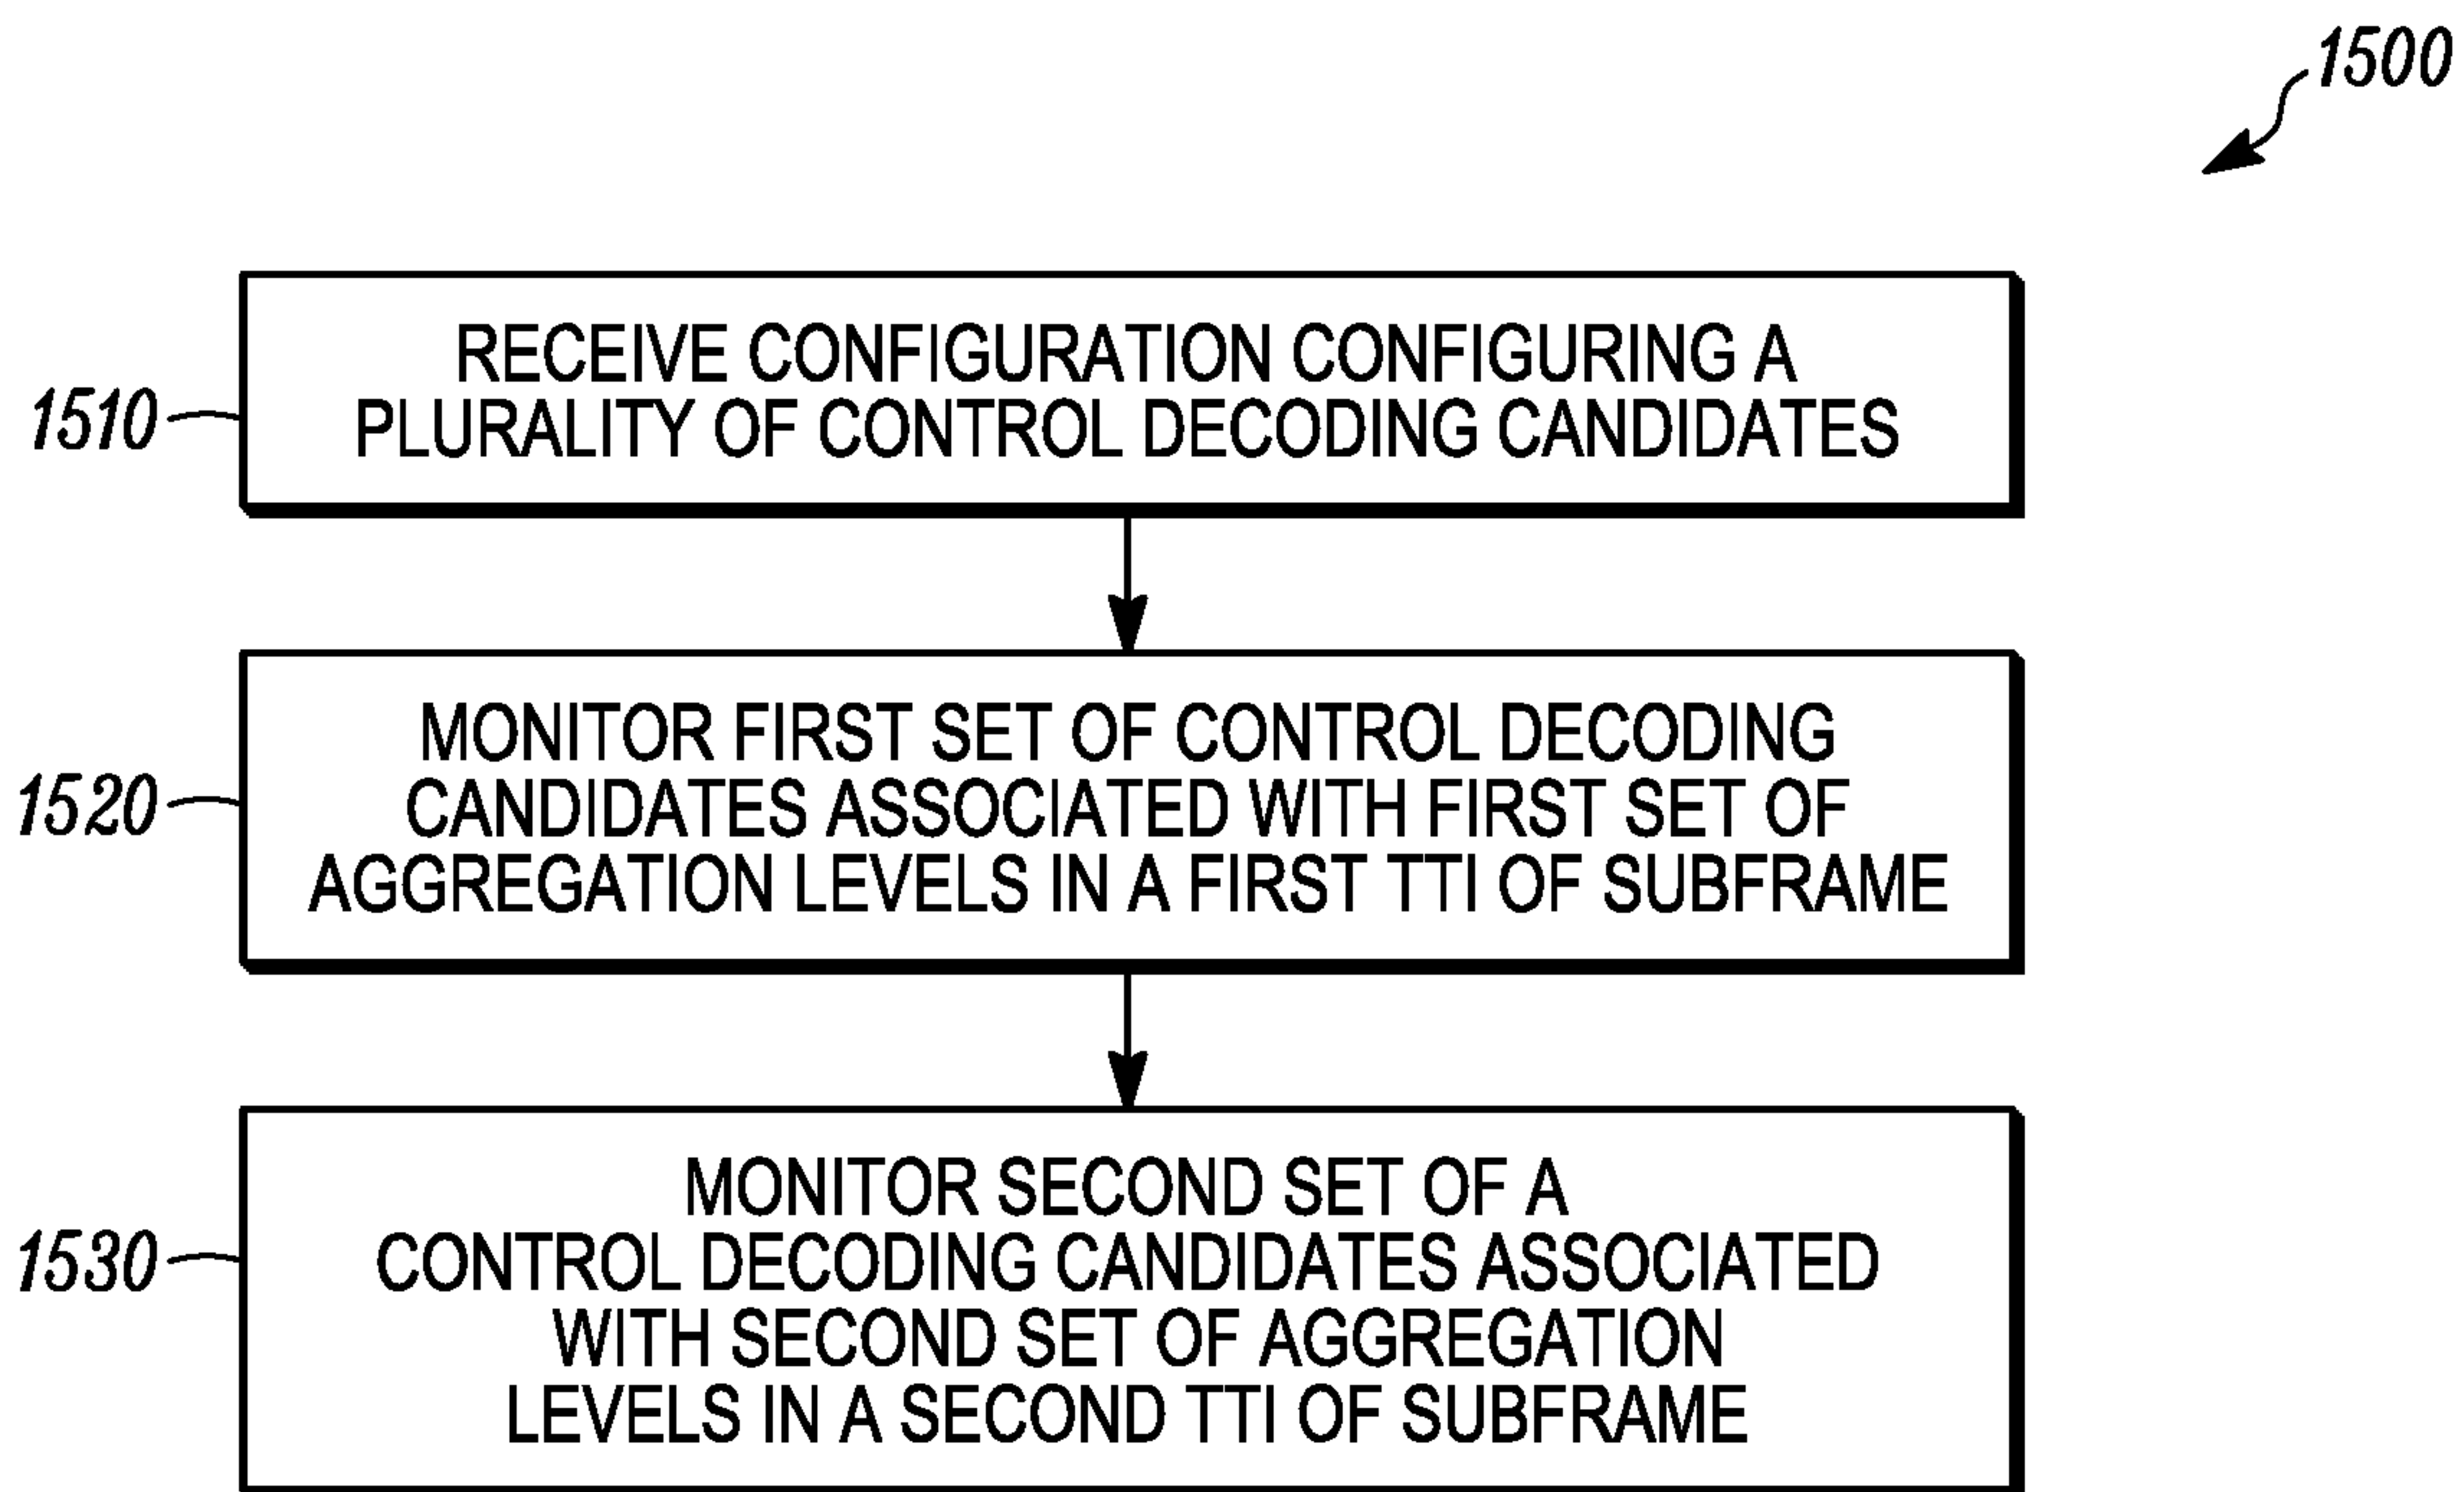 1500
RECEIVE CONFIGURATION CONFIGURING A
PLURALITY OF CONTROL DECODING CANDIDATES
1510
MONITOR FIRST SET OF CONTROL DECODING
CANDIDATES ASSOCIATED WITH FIRST SET OF
AGGREGATION LEVELS IN A FIRST TTI OF SUBFRAME
1520
MONITOR SECOND SET OF A
CONTROL DECODING CANDIDATES ASSOCIATED
WITH SECOND SET OF AGGREGATION
LEVELS IN A SECOND TTI OF SUBFRAME
1530